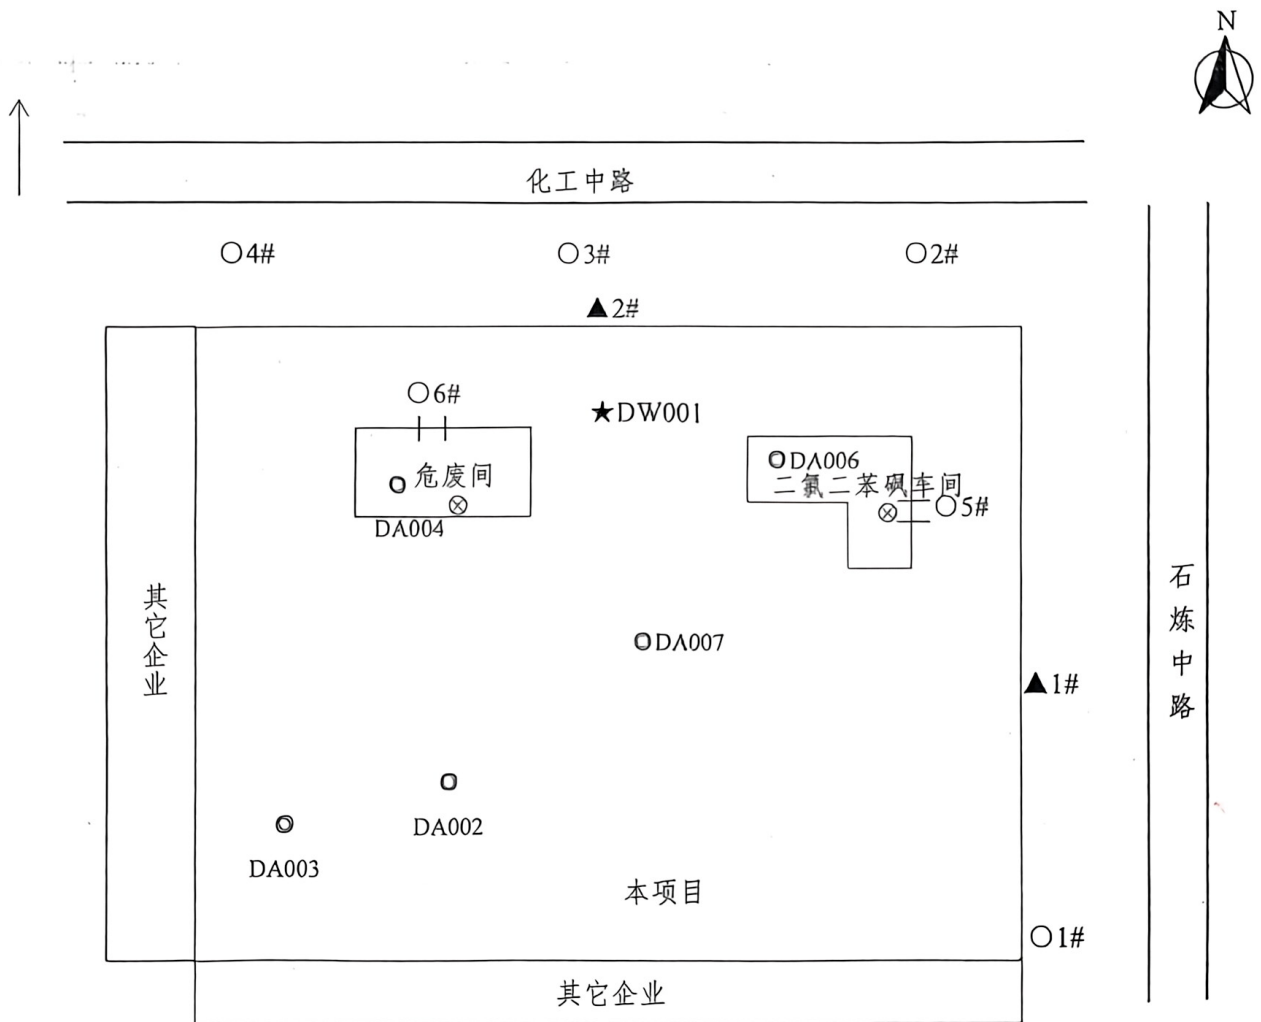 N
化工中路
○4#
○3#
○2#
▲2#
○6#
★DW001
DA006
危废间
二氯二苯砜车间
○5#
DA004
其它企业
石炼中路
DA007
▲1#
DA002
DA003
本项目
○1#
其它企业